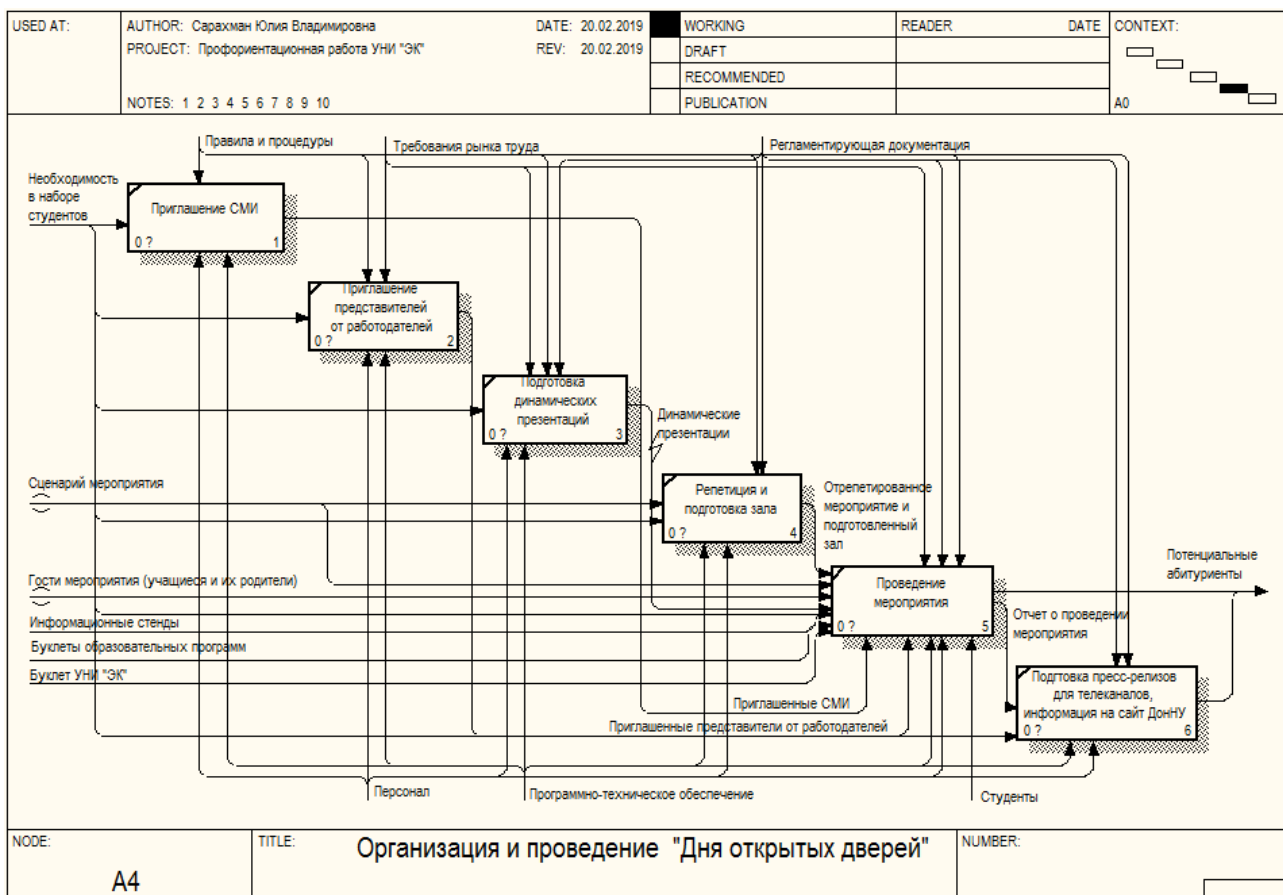 USED AT:
AUTHOR: Сарахман Юлия Владимировна
DATE: 20.02.2019
PROJECT: Профориентационная работа УНИ "ЭК"
REV: 20.02.2019
NOTES: 1 2 3 4 5 6 7 8 9 10
WORKING
DRAFT
RECOMMENDED
PUBLICATION
READER DATE
CONTEXT:
A0
Правила и процедуры
Требования рынка труда
Регламентирующая документация
Необходимость
в наборе
студентов
Приглашение СМИ
0 ? 1
Приглашение
представителей
от работодателей
0 ? 2
Подготовка
динамических
презентаций
0 ? 3
Динамические
презентации
Сценарий мероприятия
Репетиция и
подготовка зала
0 ? 4
Отрепетированное
мероприятие и
подготовленный
зал
Потенциальные
абитуриенты
Гости мероприятия (учащиеся и их родители)
Проведение
мероприятия
0 ? 5
Информационные стенды
Буклеты образовательных программ
Буклет УНИ "ЭК"
Отчет о проведении
мероприятия
Подгтовка пресс-релизов
для телеканалов,
информация на сайт ДонНУ
0 ? 6
Приглашенные СМИ
Приглашенные представители от работодателей
Персонал
Программно-техническое обеспечение
Студенты
NODE:
A4
TITLE:
Организация и проведение "Дня открытых дверей"
NUMBER: